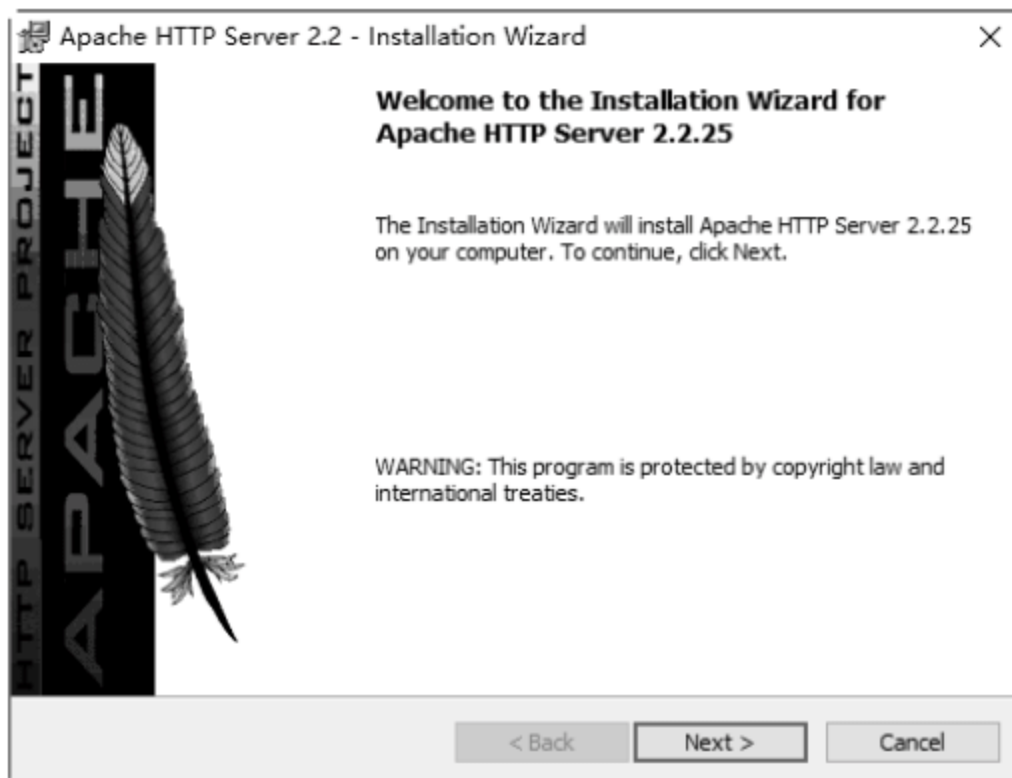 Apache HTTP Server 2.2 - Installation Wizard
HTTP SERVER PROJECT
APACHE
Welcome to the Installation Wizard for
Apache HTTP Server 2.2.25
The Installation Wizard will install Apache HTTP Server 2.2.25
on your computer. To continue, click Next.
WARNING: This program is protected by copyright law and
international treaties.
< Back
Next >
Cancel